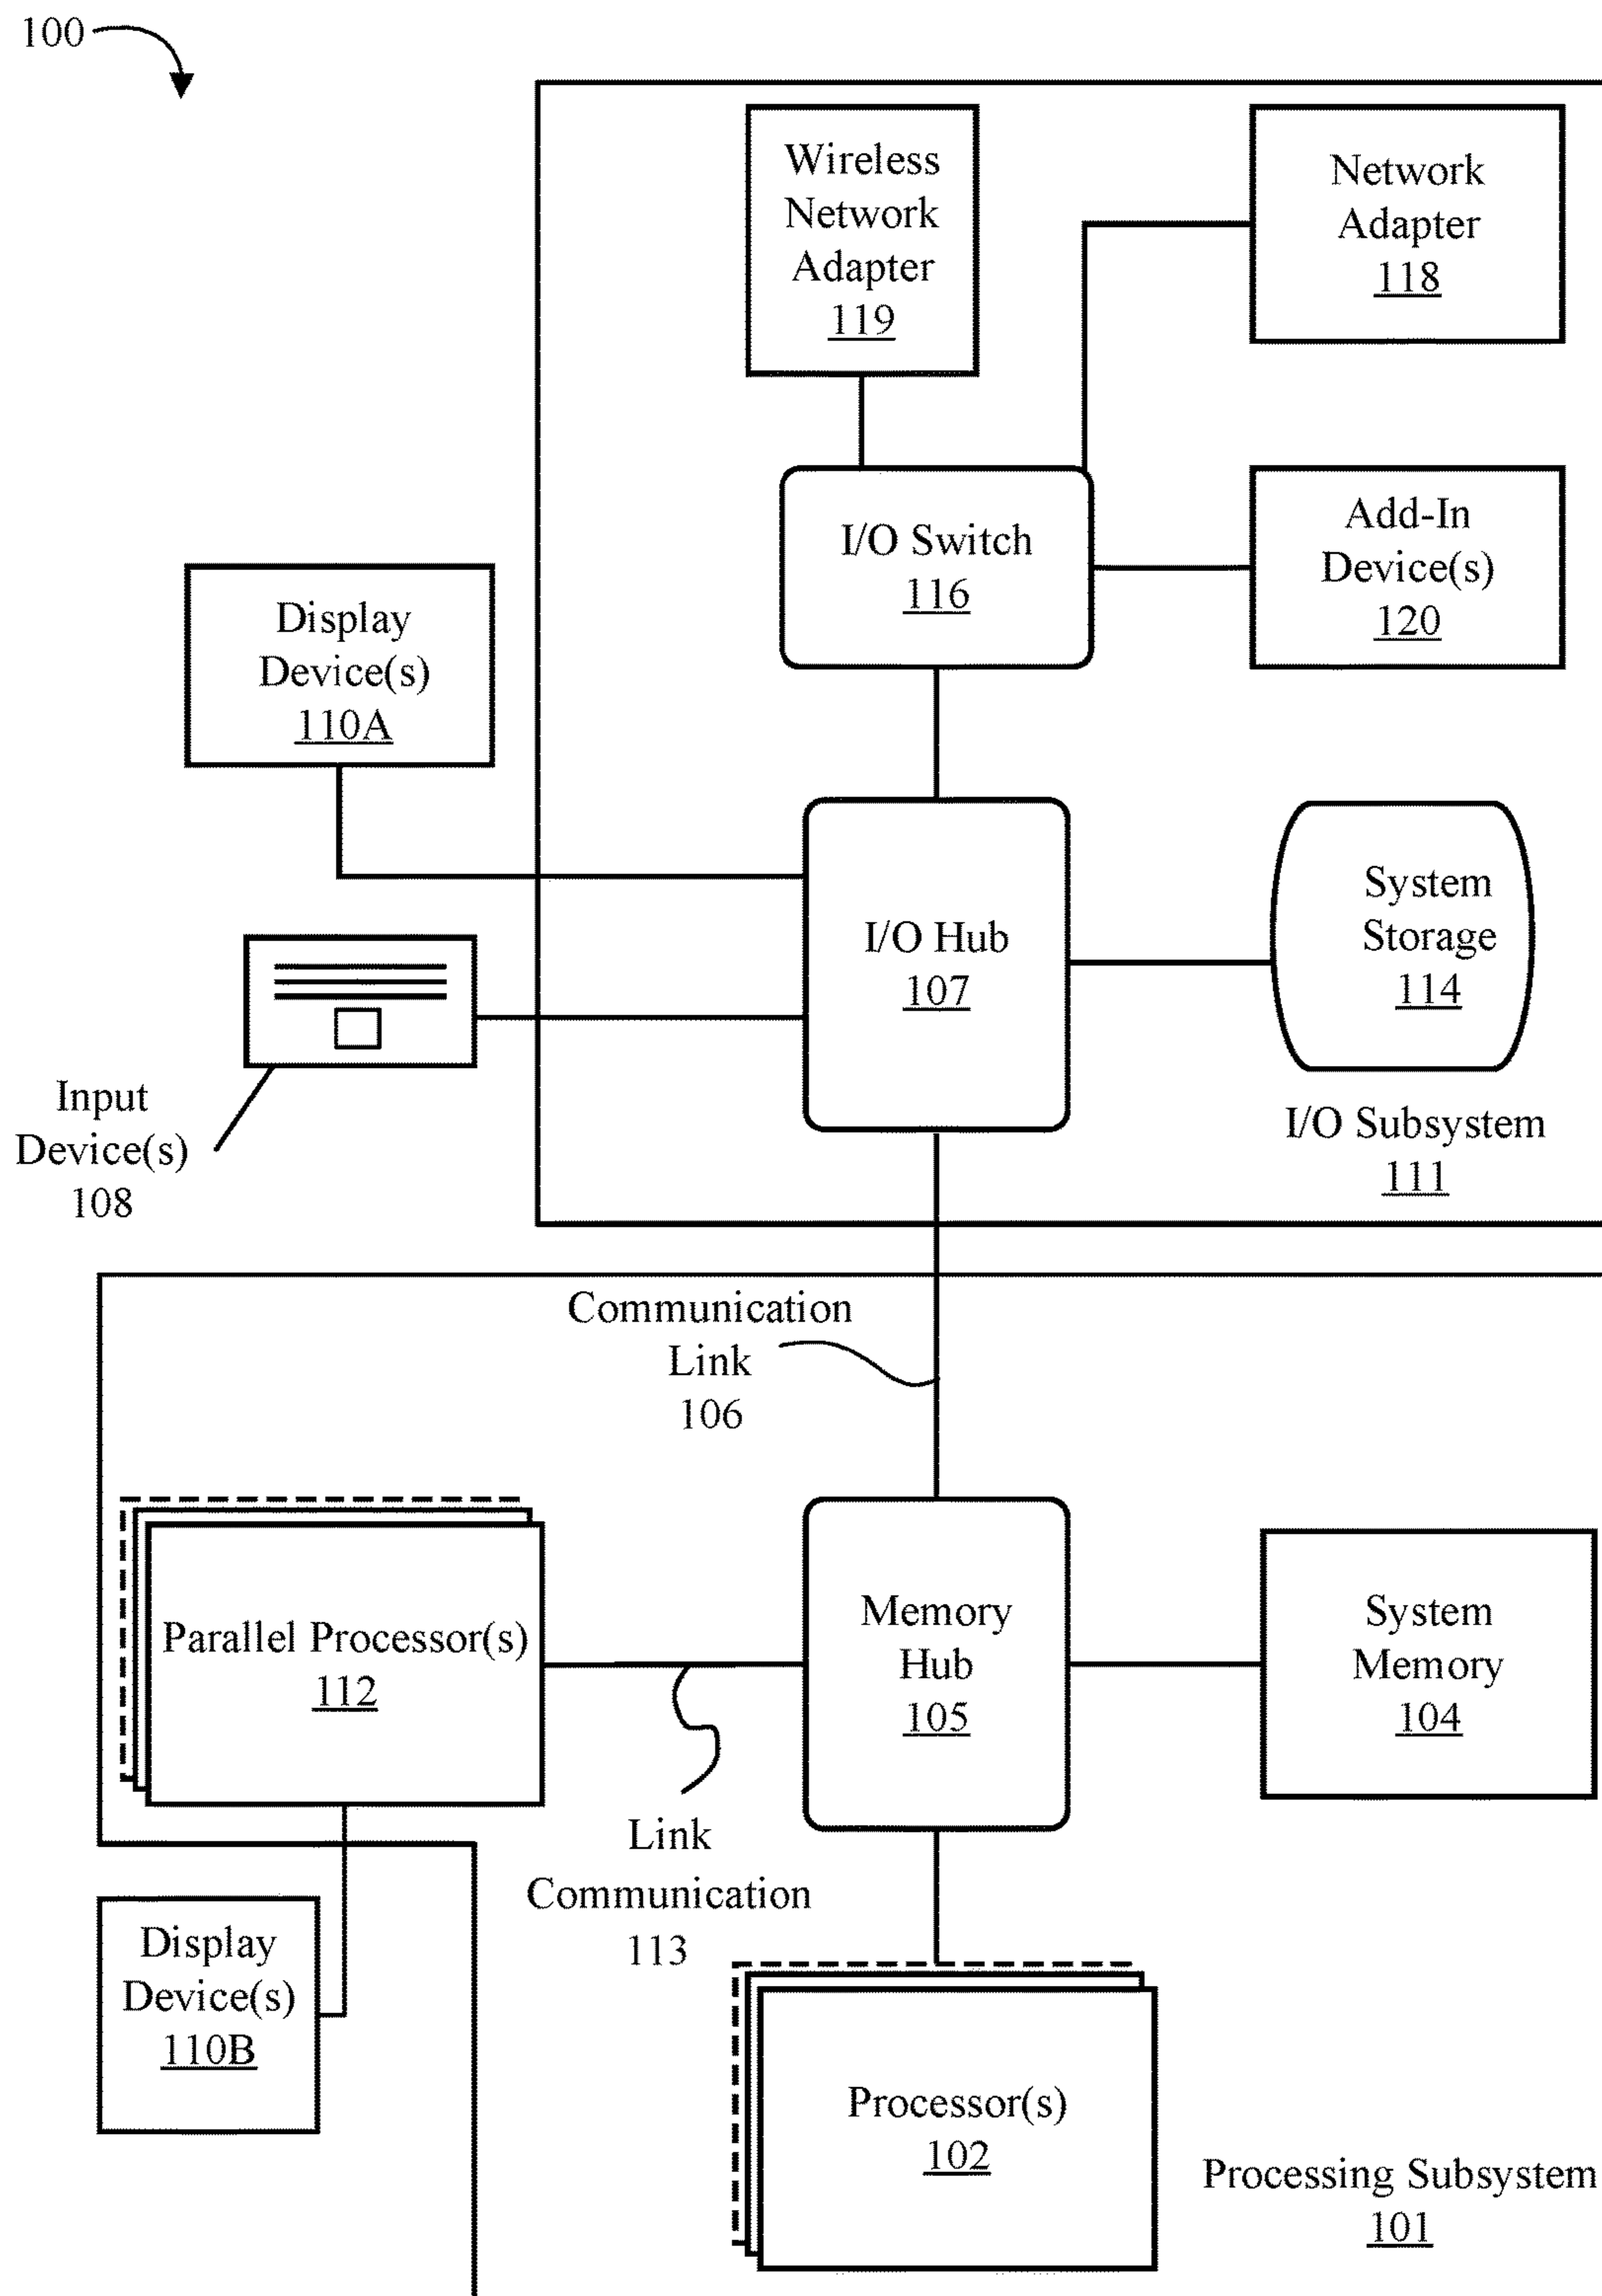 100
Wireless
Network
Adapter
119
Network
Adapter
118
I/O Switch
116
Add-In
Device(s)
120
Display
Device(s)
110A
I/O Hub
107
System
Storage
114
Input
Device(s)
108
I/O Subsystem
111
Communication
Link
106
Parallel Processor(s)
112
Memory
Hub
105
System
Memory
104
Link
Communication
113
Display
Device(s)
110B
Processor(s)
102
Processing Subsystem
101